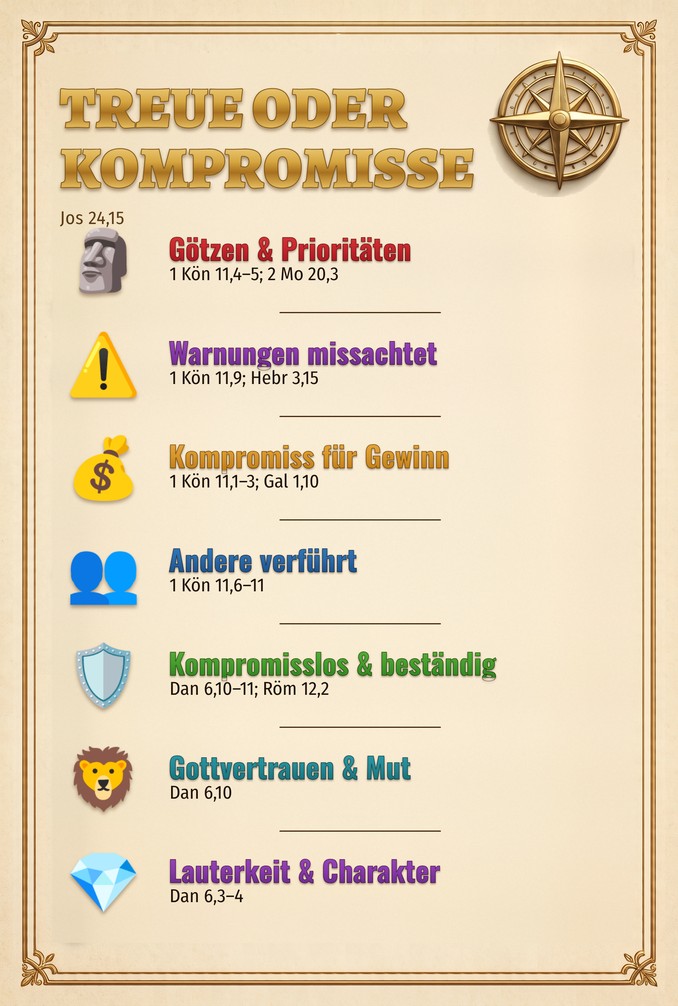 TREUE ODER
KOMPROMISSE
Jos 24,15
Götzen & Prioritäten
1 Kön 11,4–5; 2 Mo 20,3
Warnungen missachtet
1 Kön 11,9; Hebr 3,15
Kompromiss für Gewinn
1 Kön 11,1–3; Gal 1,10
Andere verführt
1 Kön 11,6–11
Kompromisslos & beständig
Dan 6,10–11; Röm 12,2
Gottvertrauen & Mut
Dan 6,10
Lauterkeit & Charakter
Dan 6,3–4